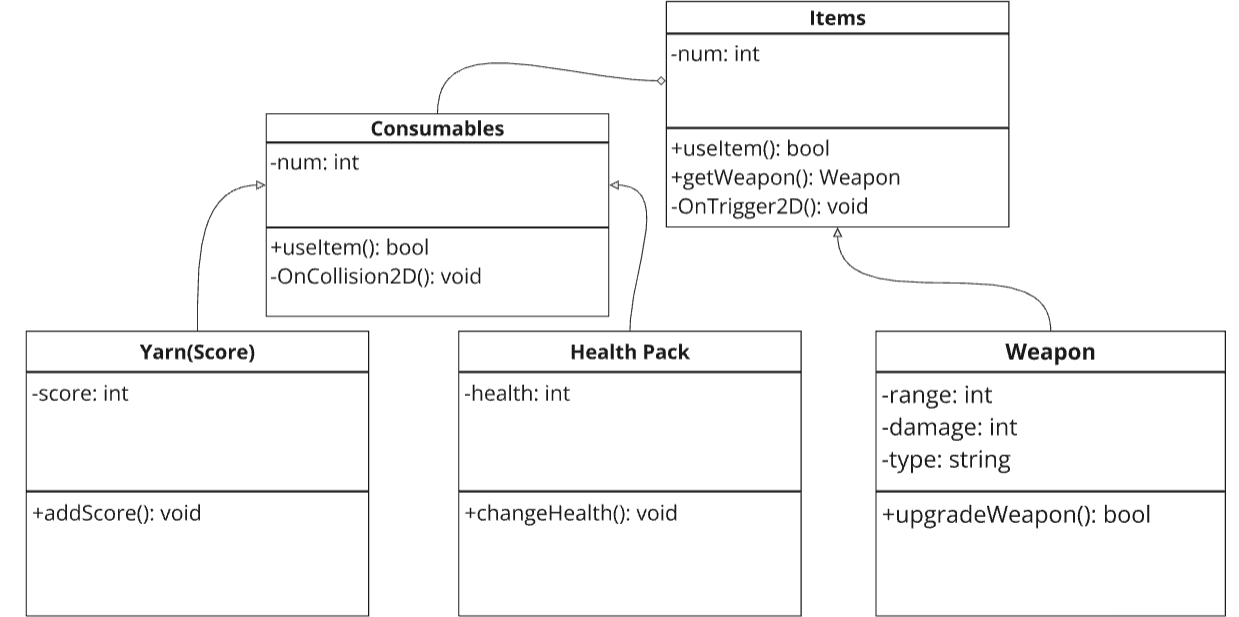 Items
-num: int
+useItem(): bool
+getWeapon(): Weapon
-OnTrigger2D(): void
Consumables
-num: int
+useItem(): bool
-OnCollision2D(): void
Yarn(Score)
-score: int
+addScore(): void
Health Pack
-health: int
+changeHealth(): void
Weapon
-range: int
-damage: int
-type: string
+upgradeWeapon(): bool